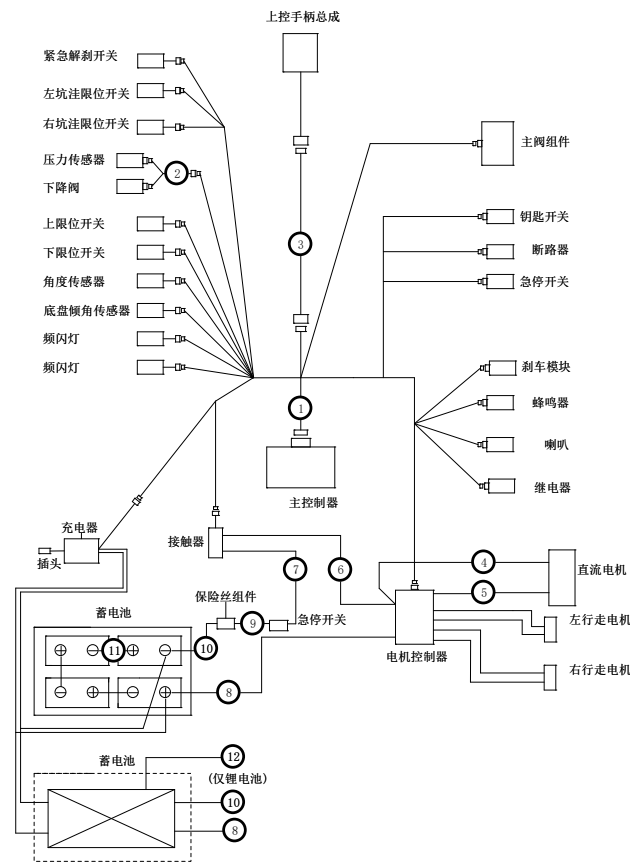 上控手柄总成
紧急解刹开关
左坑洼限位开关
右坑洼限位开关
主阀组件
压力传感器
2
下降阀
钥匙开关
上限位开关
3
断路器
下限位开关
角度传感器
急停开关
底盘倾角传感器
频闪灯
频闪灯
刹车模块
1
蜂鸣器
喇叭
主控制器
继电器
充电器
接触器
插头
7
6
4
直流电机
5
保险丝组件
蓄电池
9
急停开关
左行走电机
11
10
电机控制器
右行走电机
8
蓄电池
12
(仅锂电池)
10
8